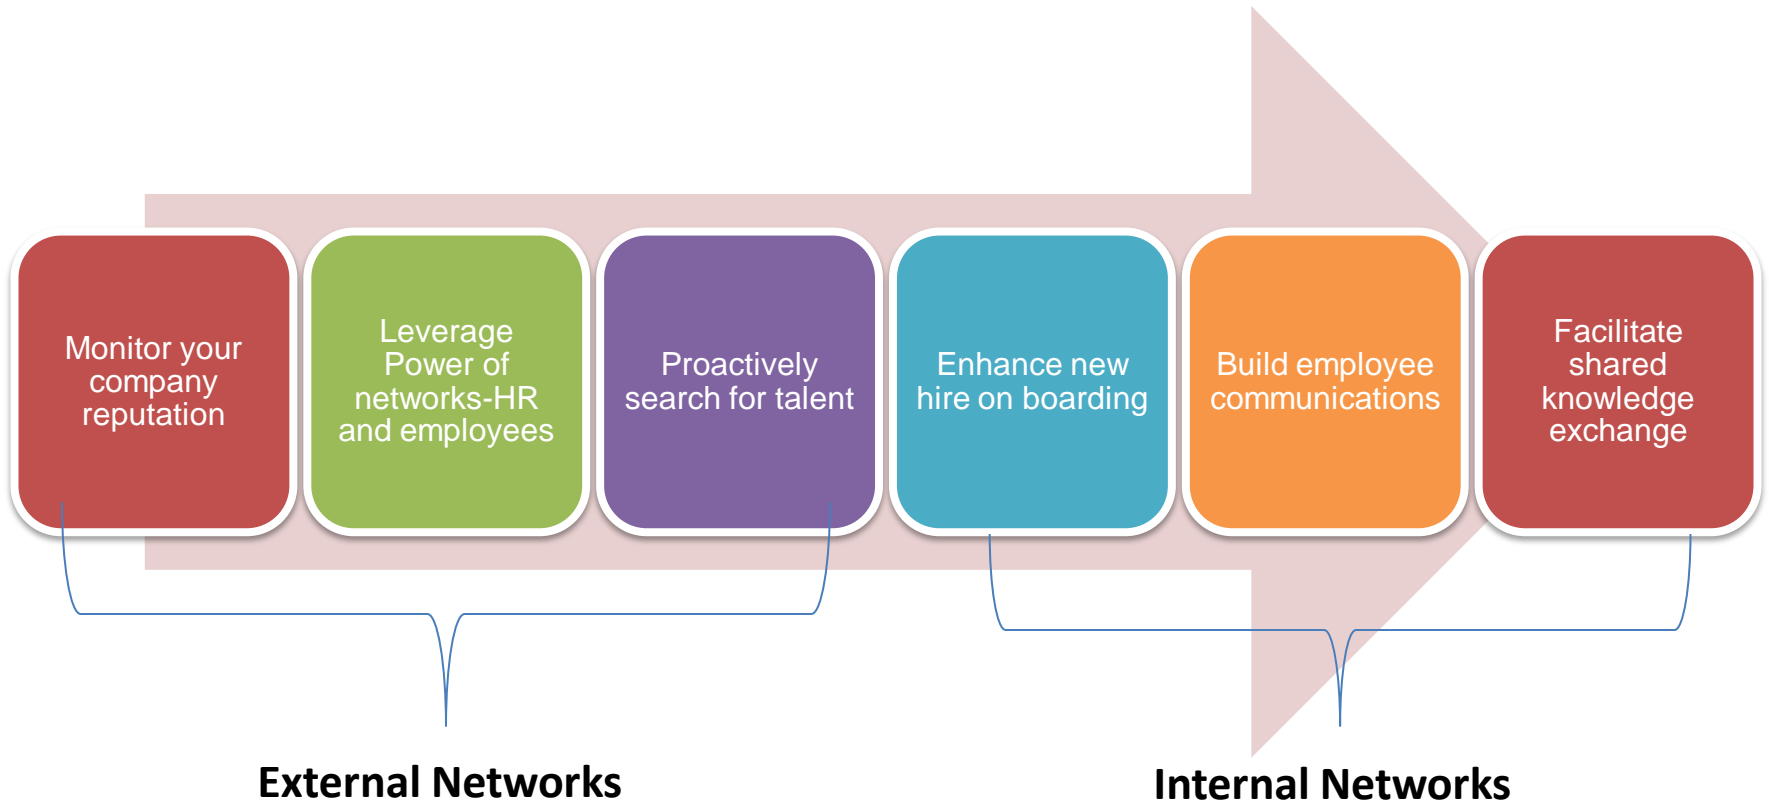 Monitor your
company
reputation
Leverage
Power of
networks-HR
and employees
Proactively
search for talent
Enhance new
hire on boarding
Build employee
communications
Facilitate
shared
knowledge
exchange
External Networks
Internal Networks